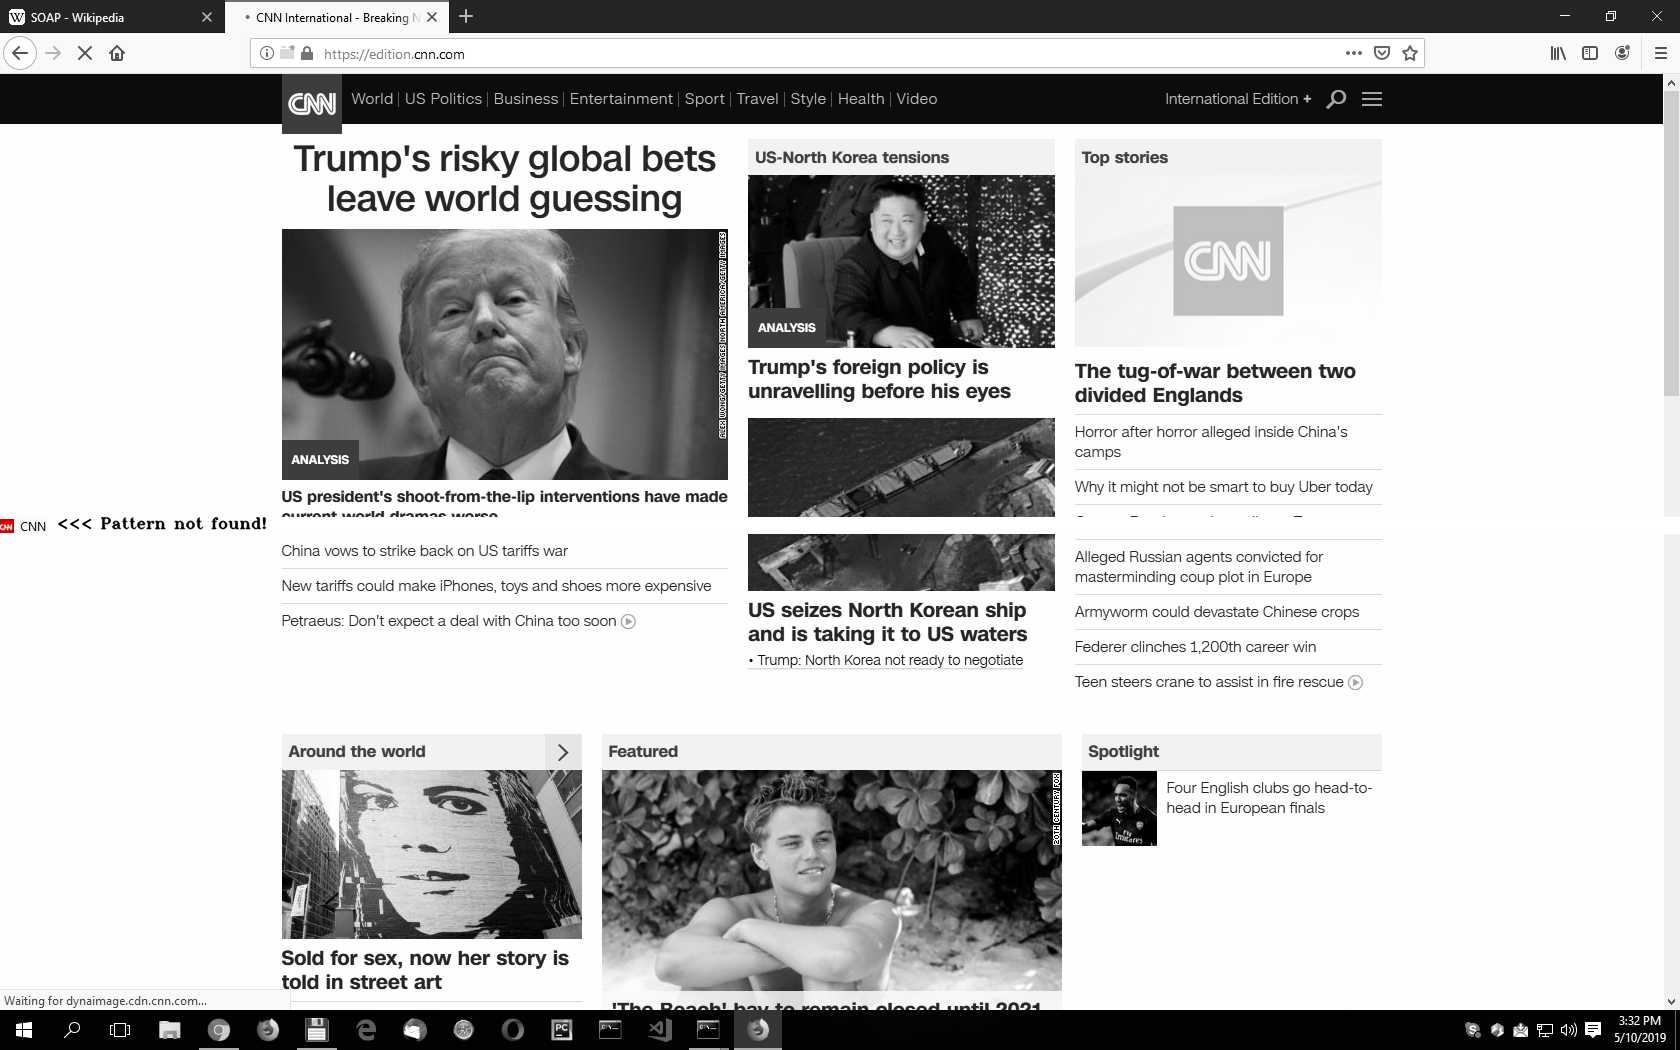 SOAP - Wikipedia
CNN International - Breaking N
https://edition.cnn.com
CNN
World
US Politics
Business
Entertainment
Sport
Travel
Style
Health
Video
International Edition +
Trump's risky global bets
leave world guessing
ALEX WONG/GETTY IMAGES NORTH AMERICA/GETTY IMAGES
ANALYSIS
US president's shoot-from-the-lip interventions have made
current world dramas worse
CNN <<< Pattern not found!
China vows to strike back on US tariffs war
New tariffs could make iPhones, toys and shoes more expensive
Petraeus: Don't expect a deal with China too soon
US-North Korea tensions
ANALYSIS
Trump's foreign policy is
unravelling before his eyes
US seizes North Korean ship
and is taking it to US waters
• Trump: North Korea not ready to negotiate
Top stories
CNN
The tug-of-war between two
divided Englands
Horror after horror alleged inside China's
camps
Why it might not be smart to buy Uber today
Alleged Russian agents convicted for
masterminding coup plot in Europe
Armyworm could devastate Chinese crops
Federer clinches 1,200th career win
Teen steers crane to assist in fire rescue
Around the world
Sold for sex, now her story is
told in street art
Featured
20TH CENTURY FOX
'The Beach' bay to remain closed until 2021
Spotlight
Fly
Emirates
Four English clubs go head-to-
head in European finals
Waiting for dynaimage.cdn.cnn.com...
PC
3:32 PM
5/10/2019